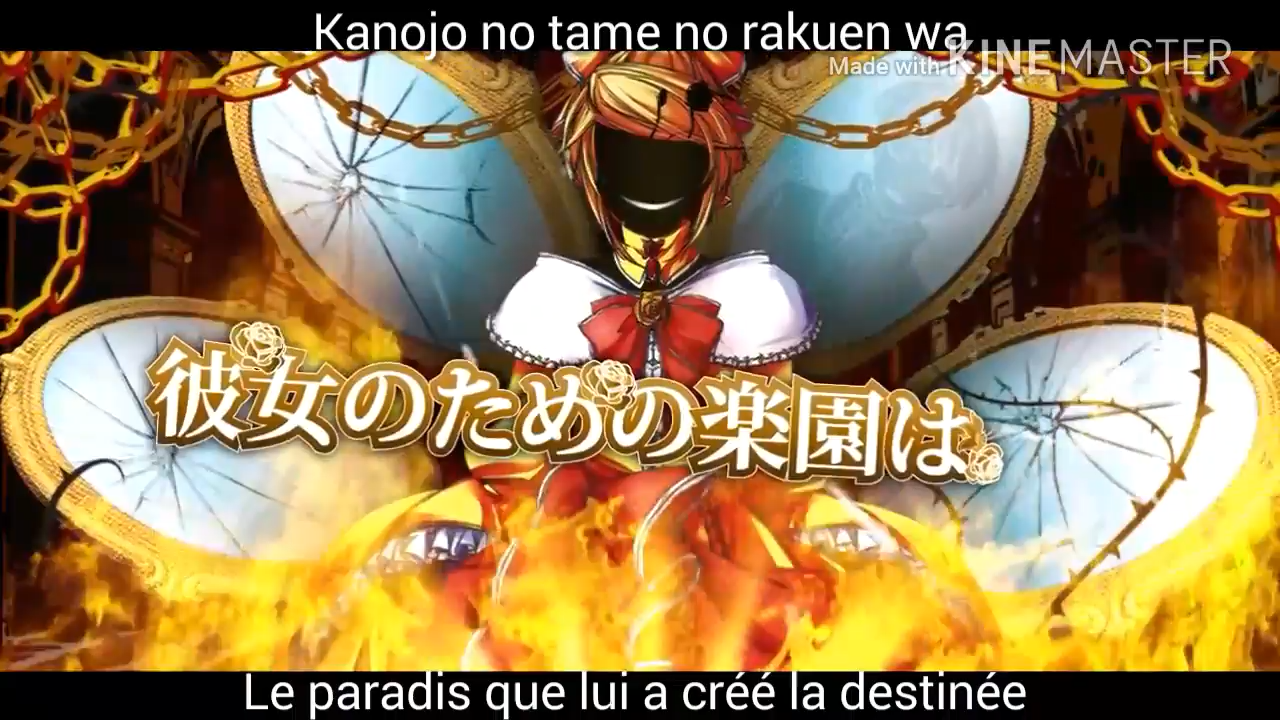 Kanojo no tame no rakuen wa
Made with KINEMASTER
彼女のための楽園は
Le paradis que lui a créé la destinée